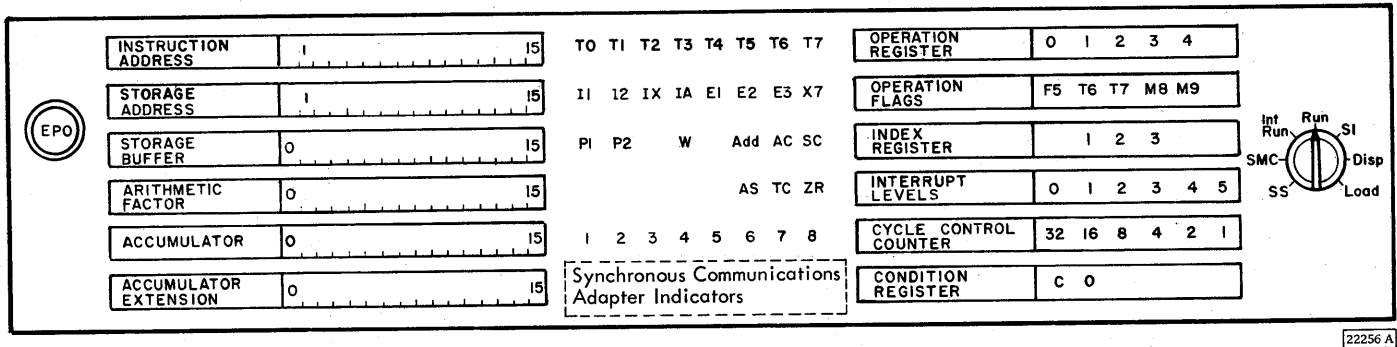 EPO
INSTRUCTION
ADDRESS
1 15
STORAGE
ADDRESS
1 15
STORAGE
BUFFER
0 15
ARITHMETIC
FACTOR
0 15
ACCUMULATOR
0 15
ACCUMULATOR
EXTENSION
0 15
T0 T1 T2 T3 T4 T5 T6 T7
I1 I2 IX IA E1 E2 E3 X7
P1 P2 W Add AC SC
AS TC ZR
1 2 3 4 5 6 7 8
Synchronous Communications
Adapter Indicators
OPERATION
REGISTER
0 1 2 3 4
OPERATION
FLAGS
F5 T6 T7 M8 M9
INDEX
REGISTER
1 2 3
INTERRUPT
LEVELS
0 1 2 3 4 5
CYCLE CONTROL
COUNTER
32 16 8 4 2 1
CONDITION
REGISTER
C O
Int
Run
Run
SI
SMC
Disp
SS
Load
22256 A